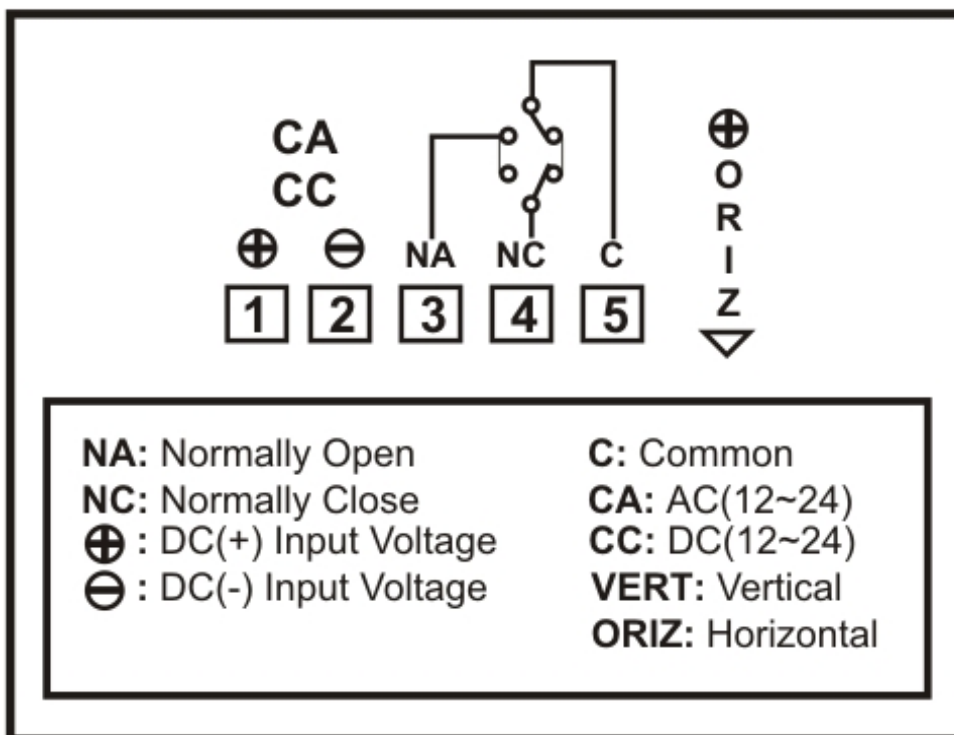 CA
CC
⊕ ⊖ NA NC C
1 2 3 4 5
⊕
O
R
I
Z
NA: Normally Open
NC: Normally Close
⊕ : DC(+) Input Voltage
⊖ : DC(-) Input Voltage
C: Common
CA: AC(12~24)
CC: DC(12~24)
VERT: Vertical
ORIZ: Horizontal